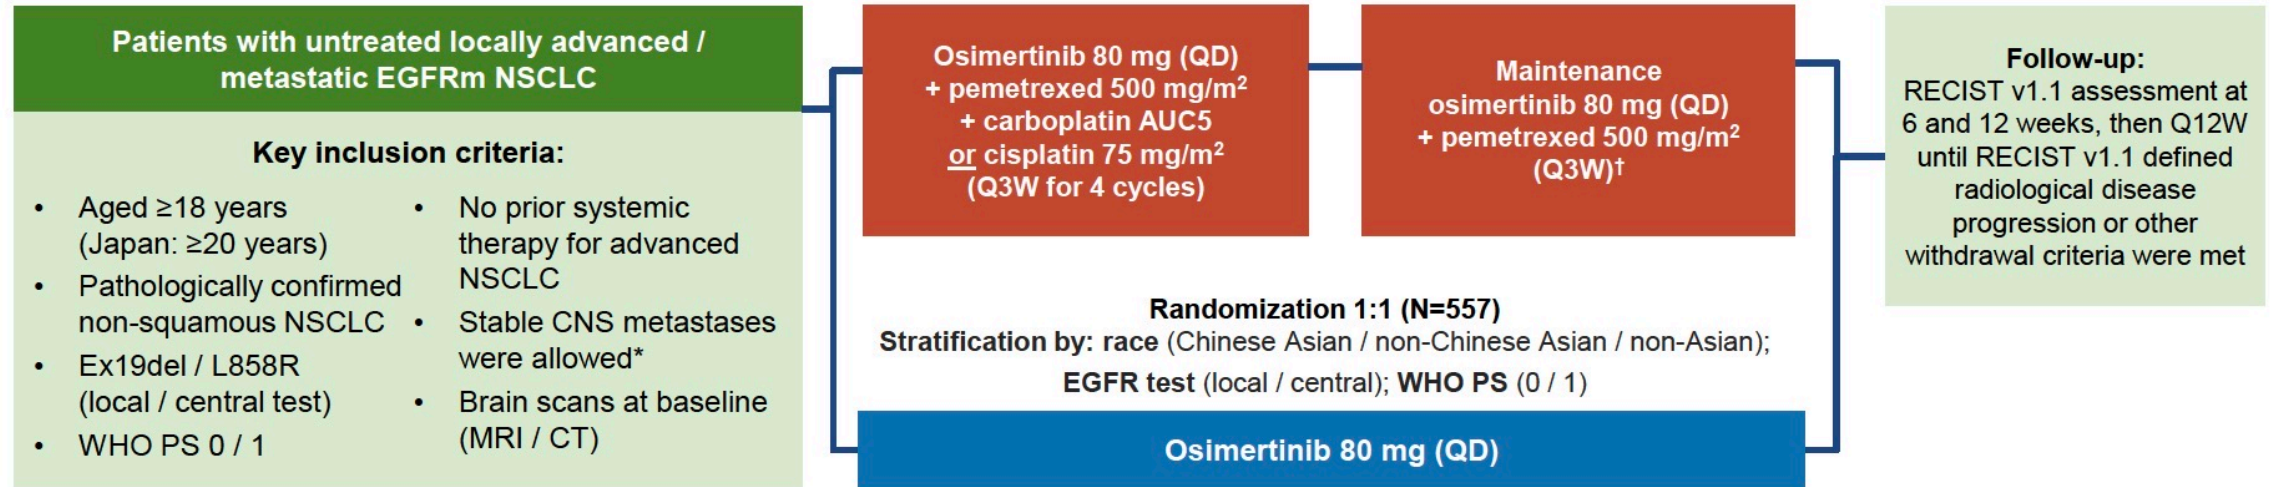 Patients with untreated locally advanced /
metastatic EGFRm NSCLC
Key inclusion criteria:
• Aged ≥18 years
(Japan: ≥20 years)
• Pathologically confirmed
non-squamous NSCLC
• Ex19del / L858R
(local / central test)
• WHO PS 0 / 1
• No prior systemic
therapy for advanced
NSCLC
• Stable CNS metastases
were allowed*
• Brain scans at baseline
(MRI / CT)
Osimertinib 80 mg (QD)
+ pemetrexed 500 mg/m²
+ carboplatin AUC5
or cisplatin 75 mg/m²
(Q3W for 4 cycles)
Maintenance
osimertinib 80 mg (QD)
+ pemetrexed 500 mg/m²
(Q3W)†
Randomization 1:1 (N=557)
Stratification by: race (Chinese Asian / non-Chinese Asian / non-Asian);
EGFR test (local / central); WHO PS (0 / 1)
Osimertinib 80 mg (QD)
Follow-up:
RECIST v1.1 assessment at
6 and 12 weeks, then Q12W
until RECIST v1.1 defined
radiological disease
progression or other
withdrawal criteria were met